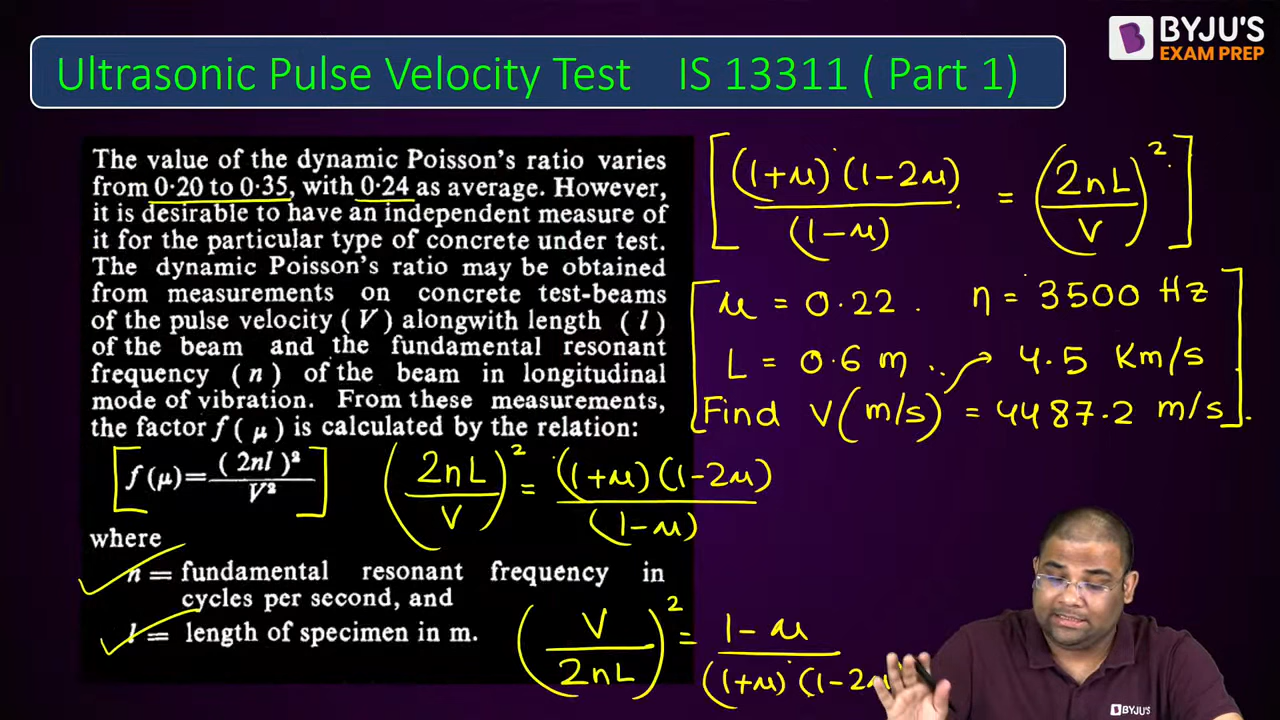 Ultrasonic Pulse Velocity Test IS 13311 ( Part 1)
BYJU'S
EXAM PREP
The value of the dynamic Poisson's ratio varies
from 0·20 to 0·35, with 0·24 as average. However,
it is desirable to have an independent measure of
it for the particular type of concrete under test.
The dynamic Poisson's ratio may be obtained
from measurements on concrete test-beams
of the pulse velocity ( V ) alongwith length ( l )
of the beam and the fundamental resonant
frequency ( n ) of the beam in longitudinal
mode of vibration. From these measurements,
the factor f ( μ ) is calculated by the relation:
f (μ) = ( 2nl )² / V²
where
n = fundamental resonant frequency in
cycles per second, and
l = length of specimen in m.
[ (1+μ) (1-2μ) / (1-μ) = (2nL / V)² ]
μ = 0.22 . n = 3500 Hz
L = 0.6 m .. → 4.5 Km/s
Find V(m/s) = 4487.2 m/s .
(2nL / V)² = (1+μ) (1-2μ) / (1-μ)
(V / 2nL)² = 1-μ / (1+μ) (1-2μ
BYJU'S